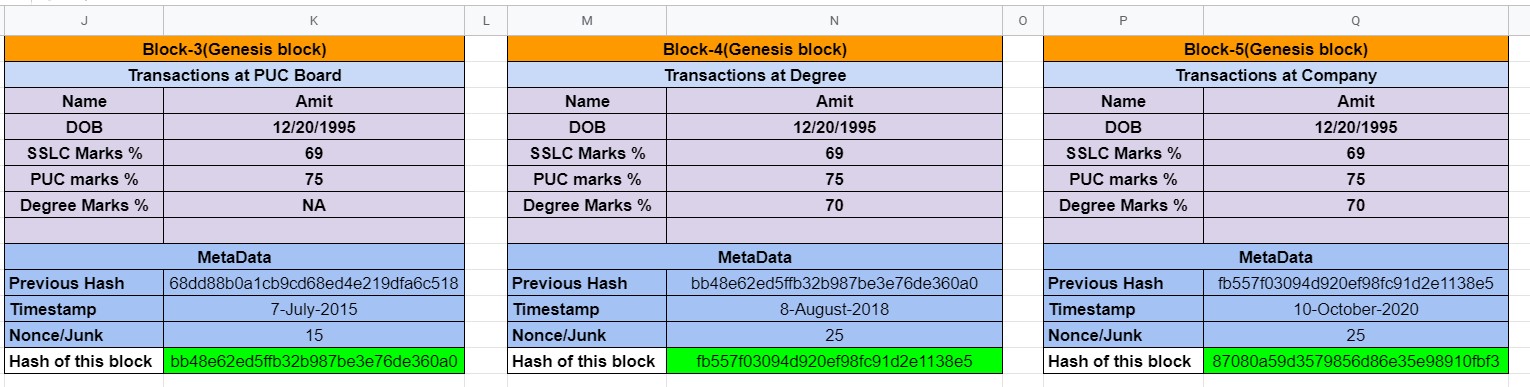 J K L M N O P Q
Block-3(Genesis block) Block-4(Genesis block) Block-5(Genesis block)
Transactions at PUC Board Transactions at Degree Transactions at Company
Name Amit Name Amit Name Amit
DOB 12/20/1995 DOB 12/20/1995 DOB 12/20/1995
SSLC Marks % 69 SSLC Marks % 69 SSLC Marks % 69
PUC marks % 75 PUC marks % 75 PUC marks % 75
Degree Marks % NA Degree Marks % 70 Degree Marks % 70
MetaData MetaData MetaData
Previous Hash 68dd88b0a1cb9cd68ed4e219dfa6c518 Previous Hash bb48e62ed5ffb32b987be3e76de360a0 Previous Hash fb557f03094d920ef98fc91d2e1138e5
Timestamp 7-July-2015 Timestamp 8-August-2018 Timestamp 10-October-2020
Nonce/Junk 15 Nonce/Junk 25 Nonce/Junk 25
Hash of this block bb48e62ed5ffb32b987be3e76de360a0 Hash of this block fb557f03094d920ef98fc91d2e1138e5 Hash of this block 87080a59d3579856d86e35e98910fbf3